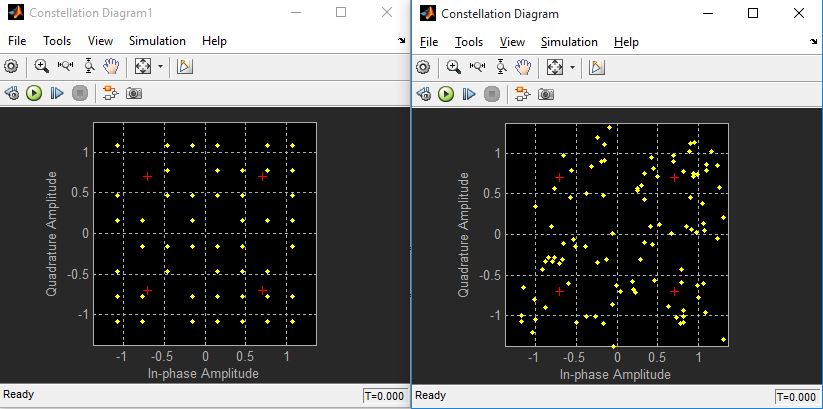 Constellation Diagram1
File Tools View Simulation Help
1
0.5
0
-0.5
-1
Quadrature Amplitude
-1 -0.5 0 0.5 1
In-phase Amplitude
Ready T=0.000
Constellation Diagram
File Tools View Simulation Help
1
0.5
0
-0.5
-1
Quadrature Amplitude
-1 -0.5 0 0.5 1
In-phase Amplitude
Ready T=0.000